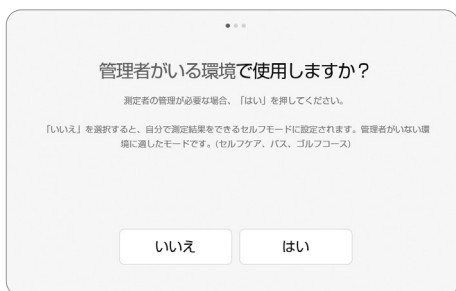 管理者がいる環境で使用しますか？
測定者の管理が必要な場合、「はい」を押してください。
「いいえ」を選択すると、自分で測定結果をできるセルフモードに設定されます。管理者がいない環
境に適したモードです。(セルフケア、バス、ゴルフコース)
いいえ
はい